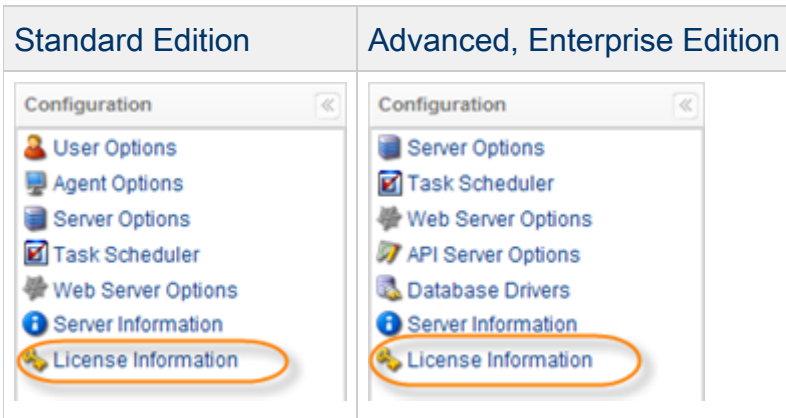 Standard Edition
Advanced, Enterprise Edition
Configuration
User Options
Agent Options
Server Options
Task Scheduler
Web Server Options
Server Information
License Information
Configuration
Server Options
Task Scheduler
Web Server Options
API Server Options
Database Drivers
Server Information
License Information